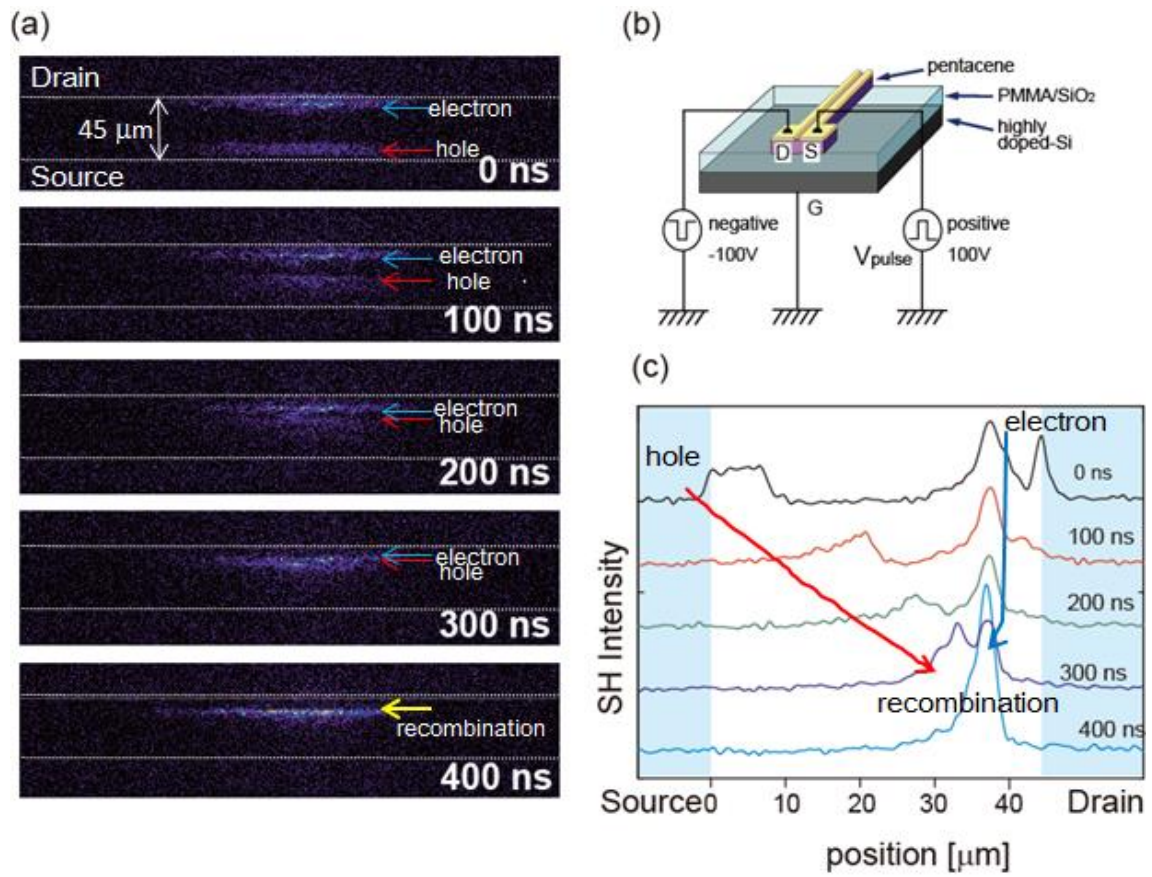 (a)
Drain
45 μm
electron
hole
Source
0 ns
electron
hole
100 ns
electron
hole
200 ns
electron
hole
300 ns
recombination
400 ns
(b)
pentacene
PMMA/SiO₂
highly
doped-Si
D
S
G
negative
-100V
positive
100V
Vpulse
(c)
electron
hole
0 ns
100 ns
200 ns
300 ns
recombination
400 ns
SH Intensity
Source
0
10
20
30
40
Drain
position [μm]